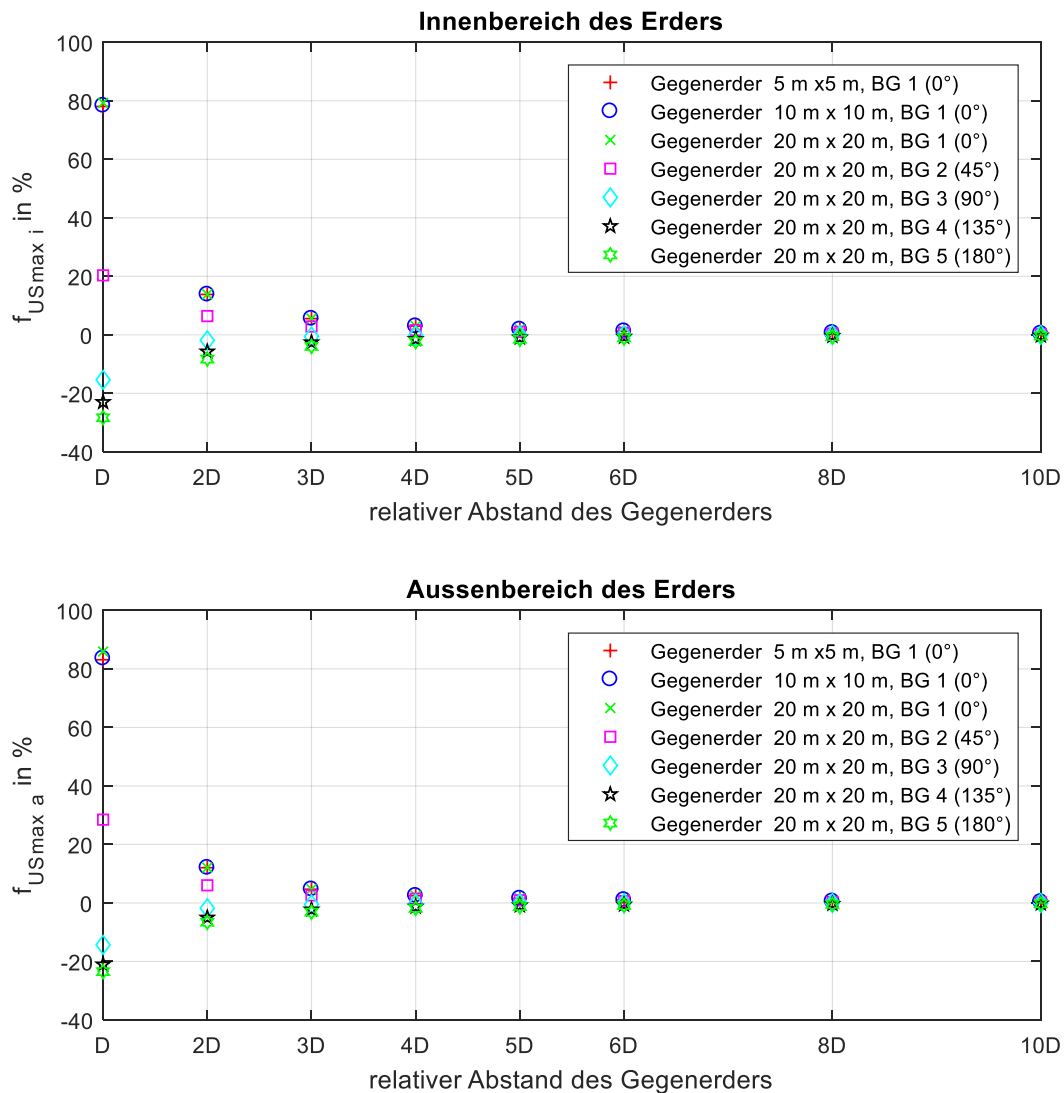 Innenbereich des Erders
100
80
60
40
20
0
-20
-40
f_USmax i in %
Gegenerder 5 m x5 m, BG 1 (0°)
Gegenerder 10 m x 10 m, BG 1 (0°)
Gegenerder 20 m x 20 m, BG 1 (0°)
Gegenerder 20 m x 20 m, BG 2 (45°)
Gegenerder 20 m x 20 m, BG 3 (90°)
Gegenerder 20 m x 20 m, BG 4 (135°)
Gegenerder 20 m x 20 m, BG 5 (180°)
D 2D 3D 4D 5D 6D 8D 10D
relativer Abstand des Gegenerders
Aussenbereich des Erders
100
80
60
40
20
0
-20
-40
f_USmax a in %
Gegenerder 5 m x5 m, BG 1 (0°)
Gegenerder 10 m x 10 m, BG 1 (0°)
Gegenerder 20 m x 20 m, BG 1 (0°)
Gegenerder 20 m x 20 m, BG 2 (45°)
Gegenerder 20 m x 20 m, BG 3 (90°)
Gegenerder 20 m x 20 m, BG 4 (135°)
Gegenerder 20 m x 20 m, BG 5 (180°)
D 2D 3D 4D 5D 6D 8D 10D
relativer Abstand des Gegenerders